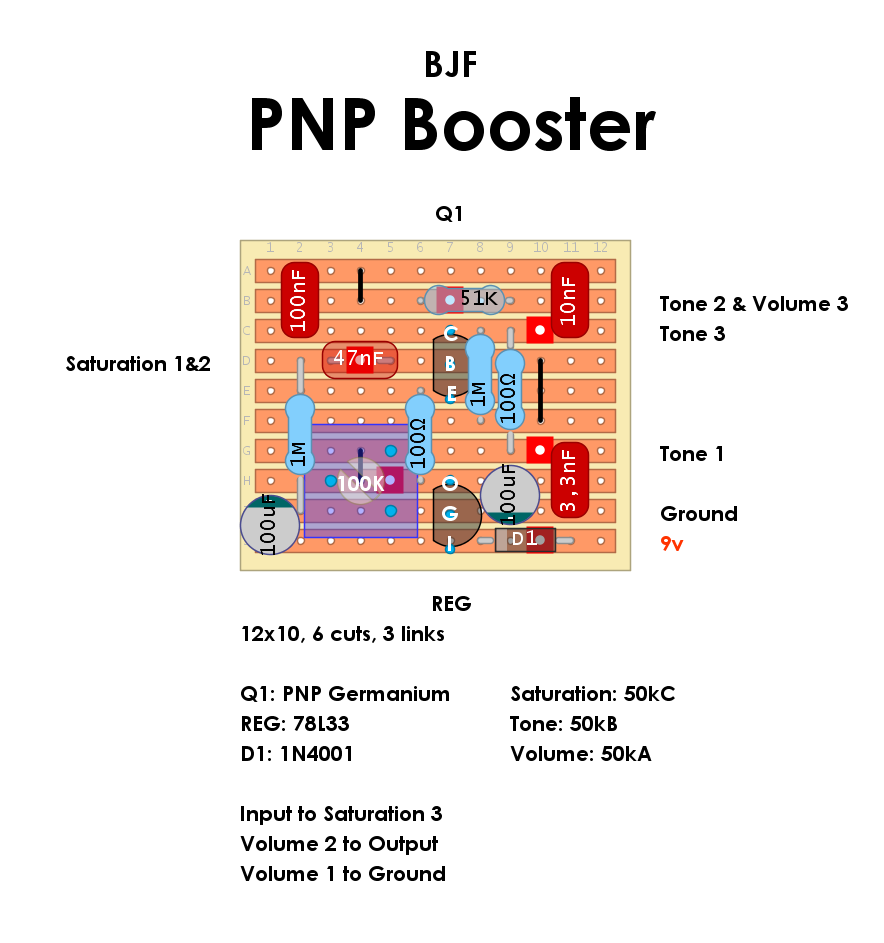 BJF
PNP Booster
Q1
1 2 3 4 5 6 7 8 9 10 11 12
A
B 100nF 51K 10nF Tone 2 & Volume 3
C C Tone 3
Saturation 1&2 D 47nF B
E E 1M 100Ω
F
G 1M 100Ω Tone 1
H 100K O 100uF 3,3nF
100uF G Ground
I D1 9v
REG
12x10, 6 cuts, 3 links
Q1: PNP Germanium Saturation: 50kC
REG: 78L33 Tone: 50kB
D1: 1N4001 Volume: 50kA
Input to Saturation 3
Volume 2 to Output
Volume 1 to Ground